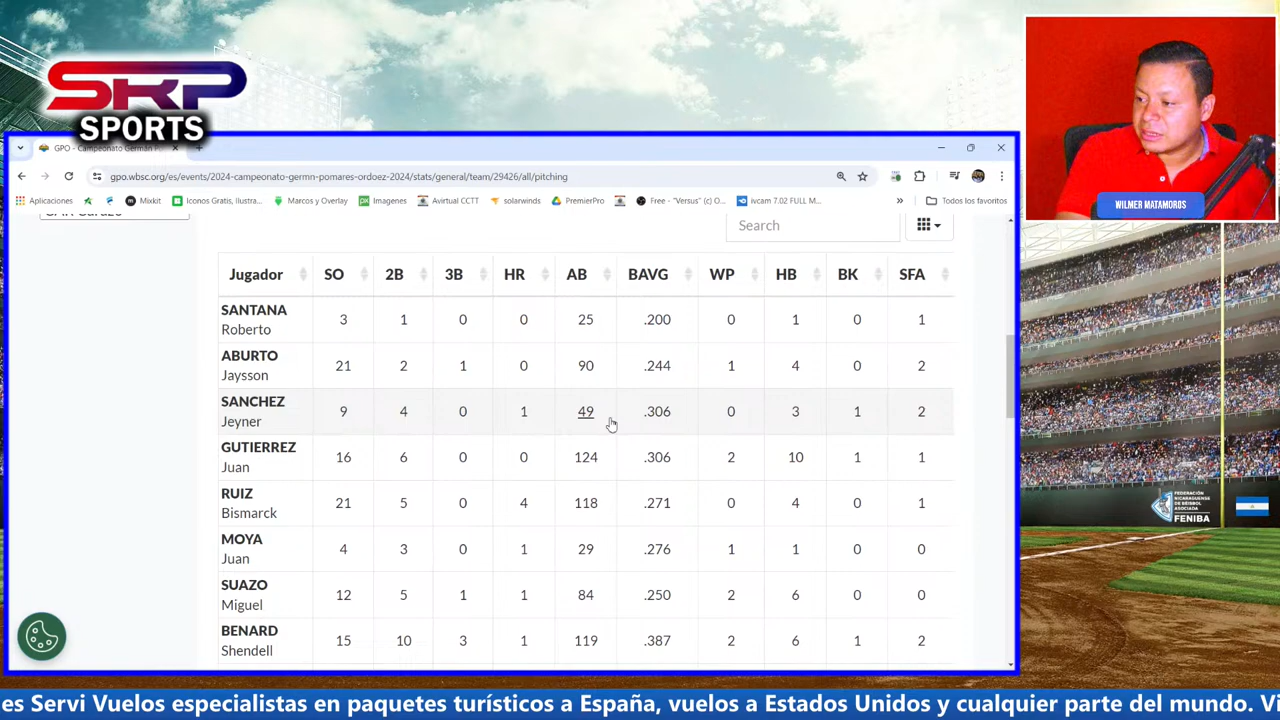 SKP
SPORTS
WILMER MATAMOROS
GPO - Campeonato Germán P
gpo.wbsc.org/es/events/2024-campeonato-germn-pomares-ordoez-2024/stats/general/team/29426/all/pitching
Aplicaciones
Mixkit
Iconos Gratis, Ilustra...
Marcos y Overlay
Imagenes
Avirtual CCTT
solarwinds
PremierPro
Free - "Versus" (c) O...
ivcam 7.02 FULL M...
»
Todos los favoritos
Search
Jugador SO 2B 3B HR AB BAVG WP HB BK SFA
SANTANA
Roberto
3 1 0 0 25 .200 0 1 0 1
ABURTO
Jaysson
21 2 1 0 90 .244 1 4 0 2
SANCHEZ
Jeyner
9 4 0 1 49 .306 0 3 1 2
GUTIERREZ
Juan
16 6 0 0 124 .306 2 10 1 1
RUIZ
Bismarck
21 5 0 4 118 .271 0 4 0 1
MOYA
Juan
4 3 0 1 29 .276 1 1 0 0
SUAZO
Miguel
12 5 1 1 84 .250 2 6 0 0
BENARD
Shendell
15 10 3 1 119 .387 2 6 1 2
FEDERACIÓN
NICARAGÜENSE
DE BÉISBOL
ASOCIADA
FENIBA
es Servi Vuelos especialistas en paquetes turísticos a España, vuelos a Estados Unidos y cualquier parte del mundo. Vi